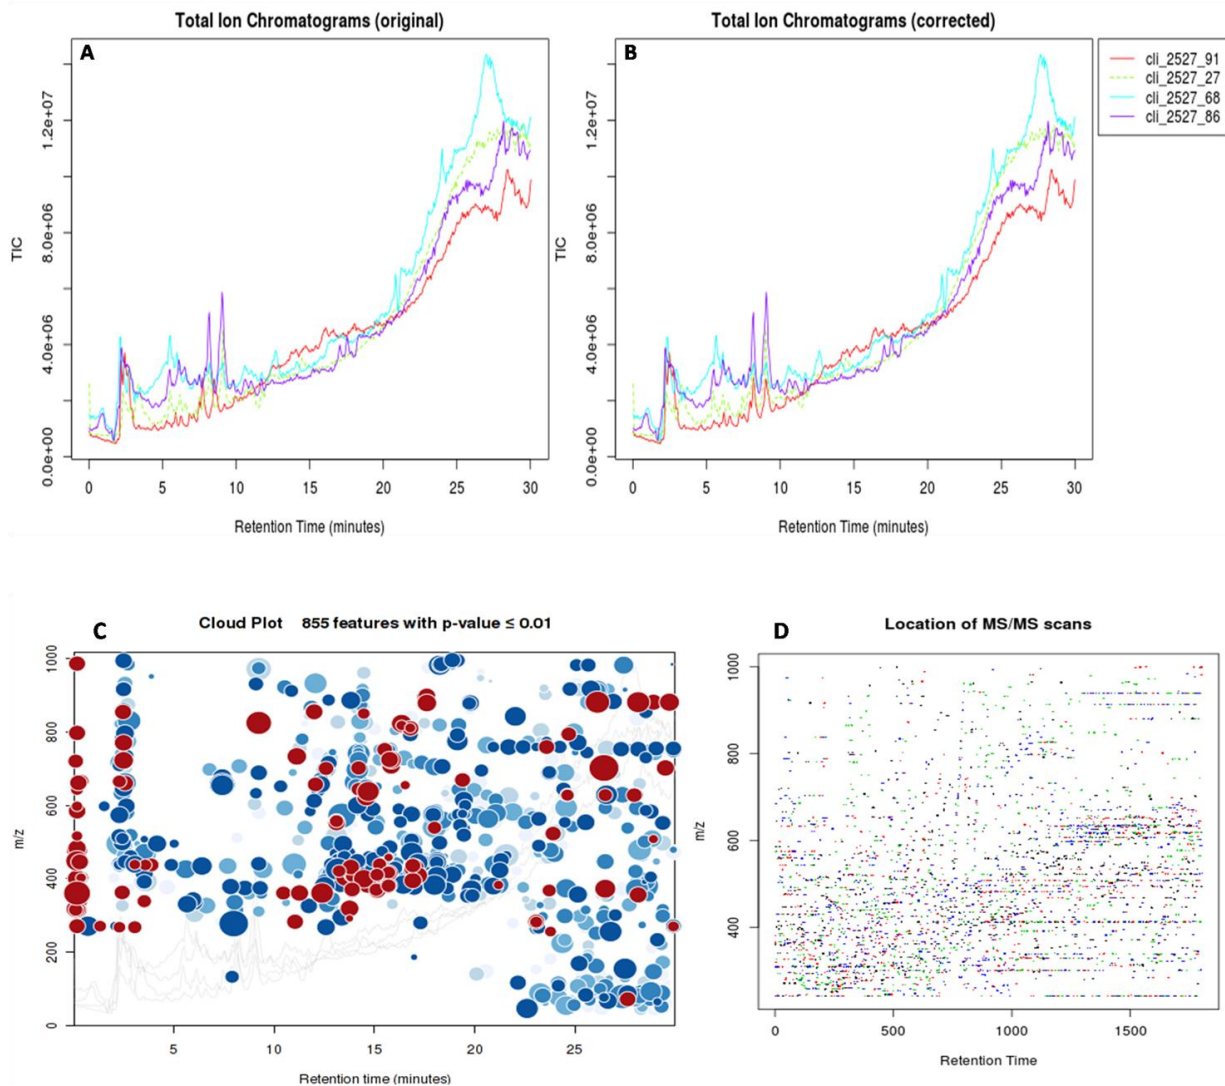 Total Ion Chromatograms (original)
Total Ion Chromatograms (corrected)
A
B
cli_2527_91
cli_2527_27
cli_2527_68
cli_2527_86
TIC
0.0e+00
4.0e+06
8.0e+06
1.2e+07
TIC
0.0e+00
4.0e+06
8.0e+06
1.2e+07
0 5 10 15 20 25 30
0 5 10 15 20 25 30
Retention Time (minutes)
Retention Time (minutes)
C
Cloud Plot 855 features with p-value ≤ 0.01
D
Location of MS/MS scans
m/z
1000
800
600
400
200
0
m/z
1000
800
600
400
5 10 15 20 25
0 500 1000 1500
Retention time (minutes)
Retention Time